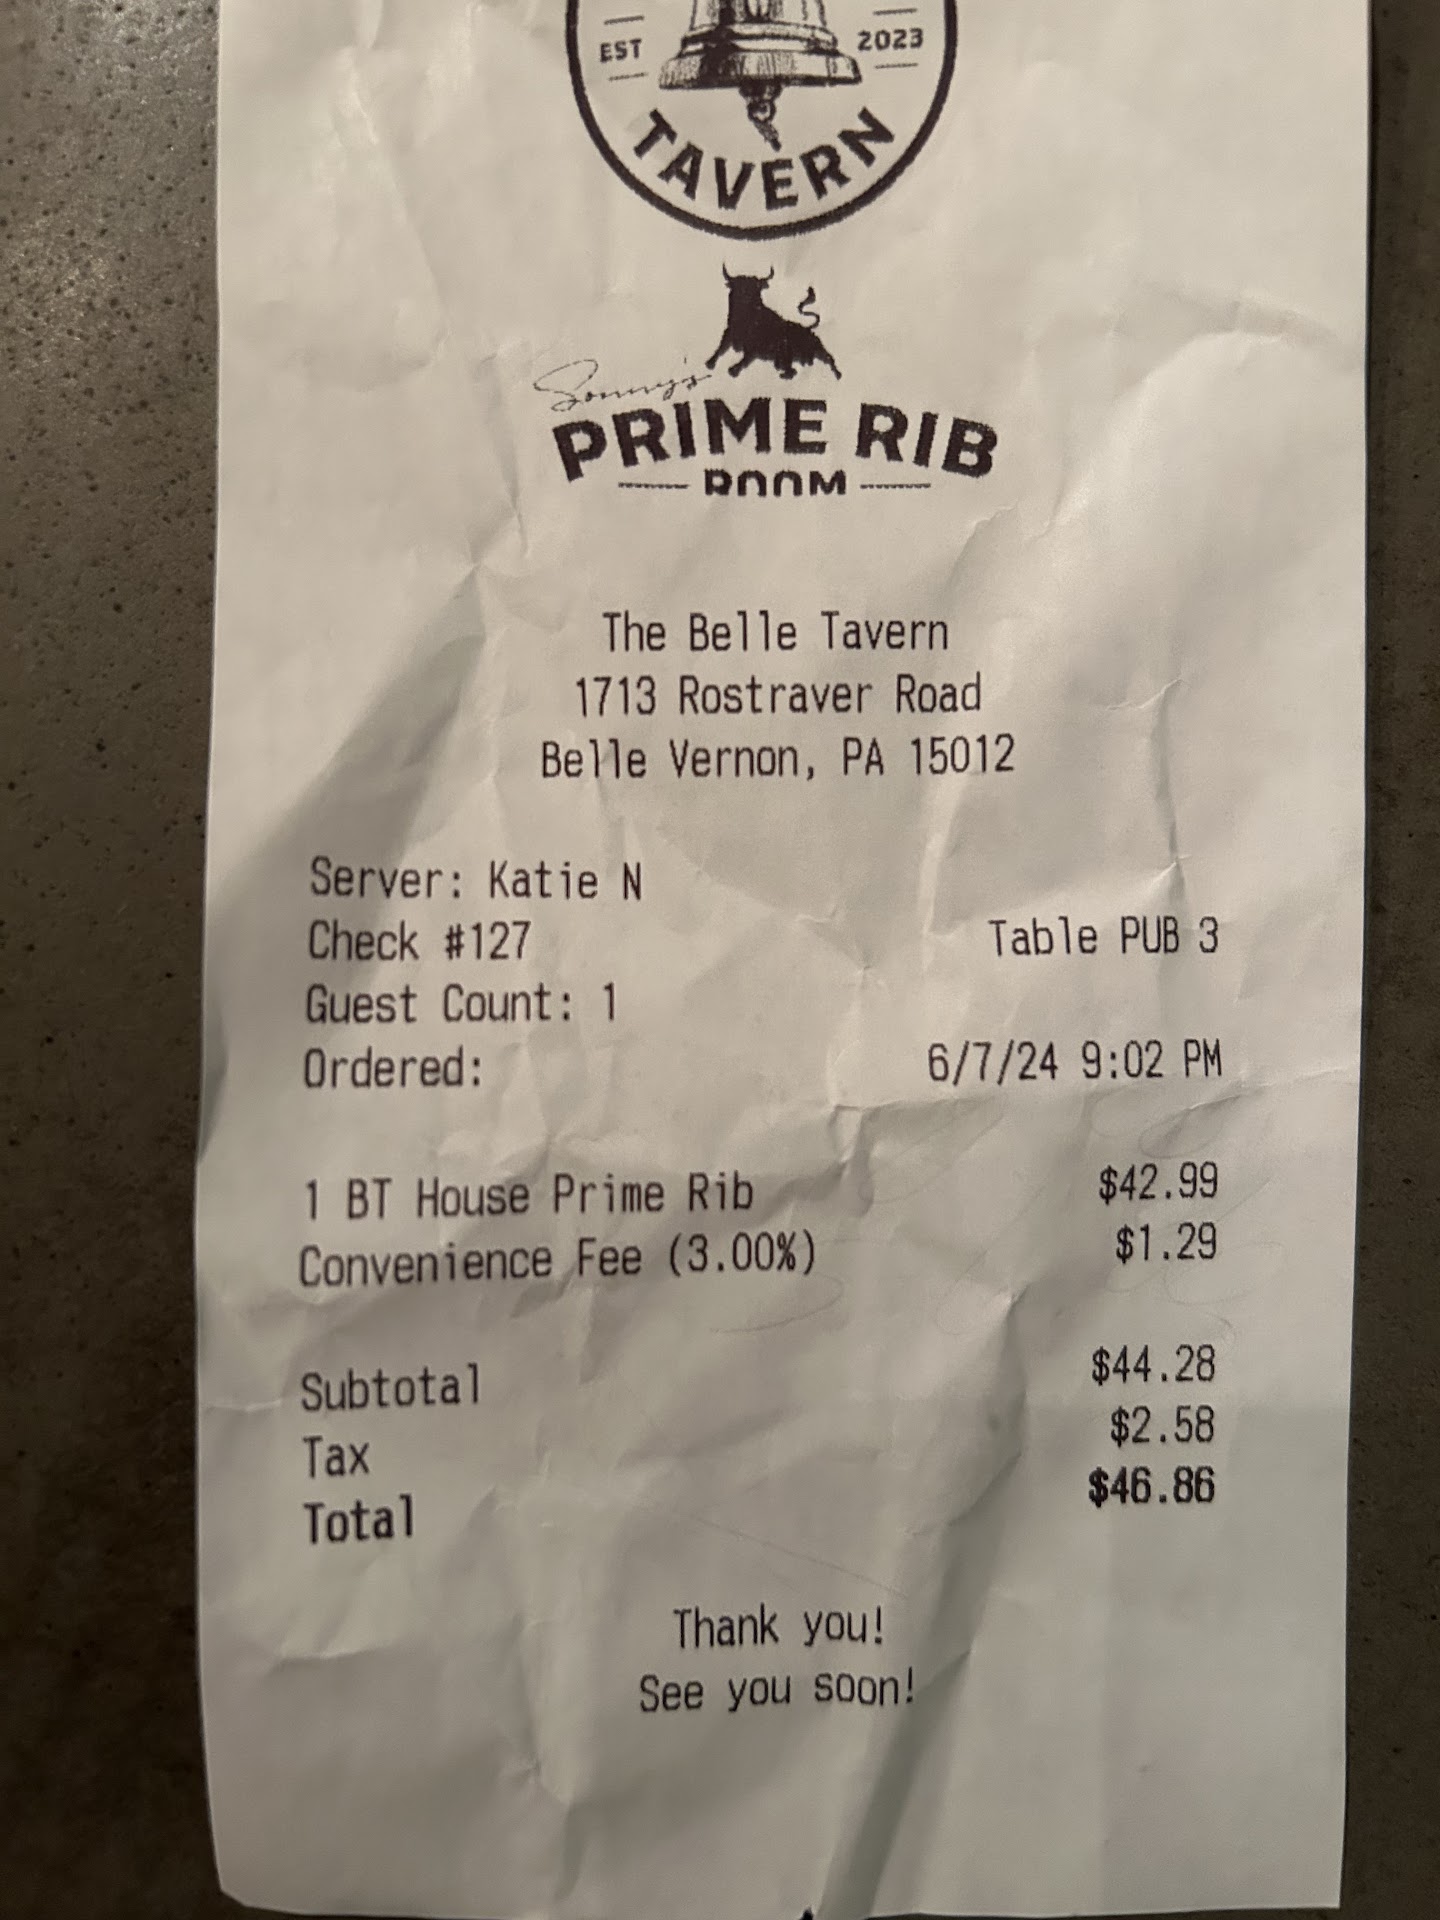 EST 2023
TAVERN
Sonny's
PRIME RIB
ROOM
The Belle Tavern
1713 Rostraver Road
Belle Vernon, PA 15012
Server: Katie N
Check #127 Table PUB 3
Guest Count: 1
Ordered: 6/7/24 9:02 PM
1 BT House Prime Rib $42.99
Convenience Fee (3.00%) $1.29
Subtotal $44.28
Tax $2.58
Total $46.86
Thank you!
See you soon!